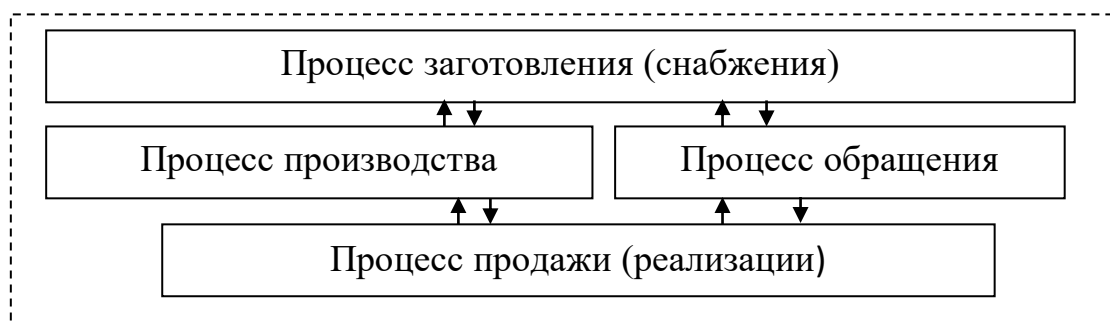 Процесс заготовления (снабжения)
Процесс производства
Процесс обращения
Процесс продажи (реализации)